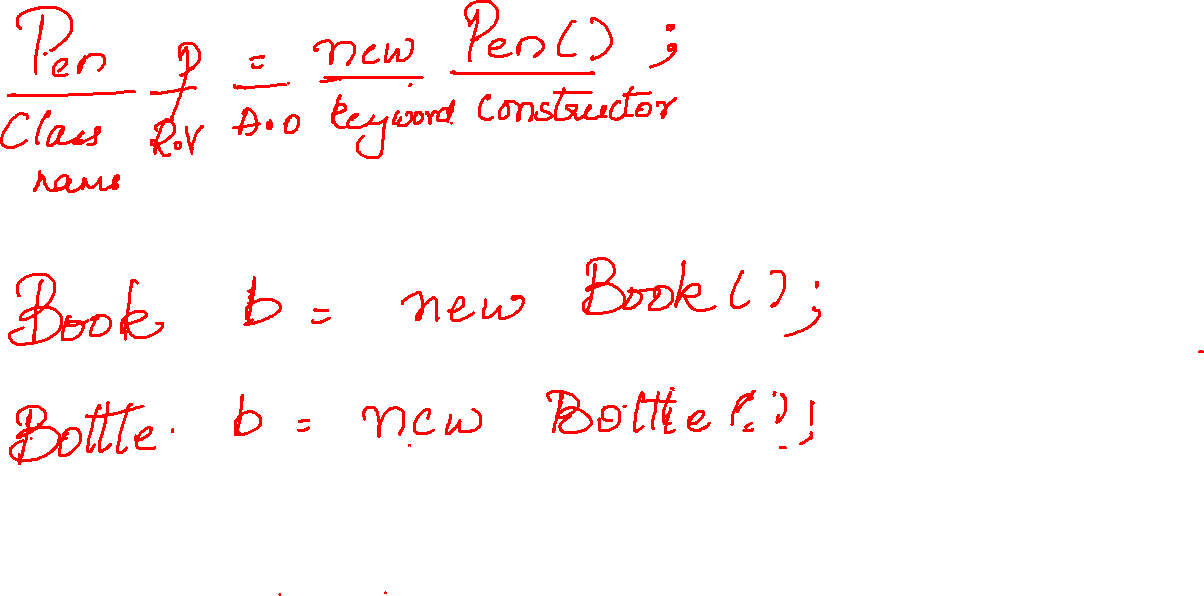 Pen P = new Pen();
Class R.V A.O keyword Constructor
name
Book b = new Book();
Bottle b = new Bottle();